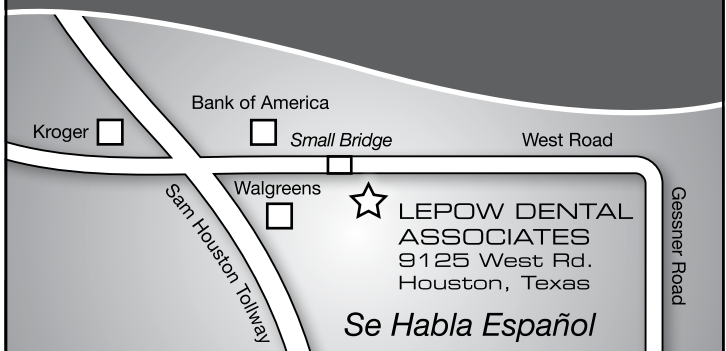 Bank of America
Kroger
Small Bridge
West Road
Walgreens
Sam Houston Tollway
LEPOW DENTAL
ASSOCIATES
9125 West Rd.
Houston, Texas
Gessner Road
Se Habla Español